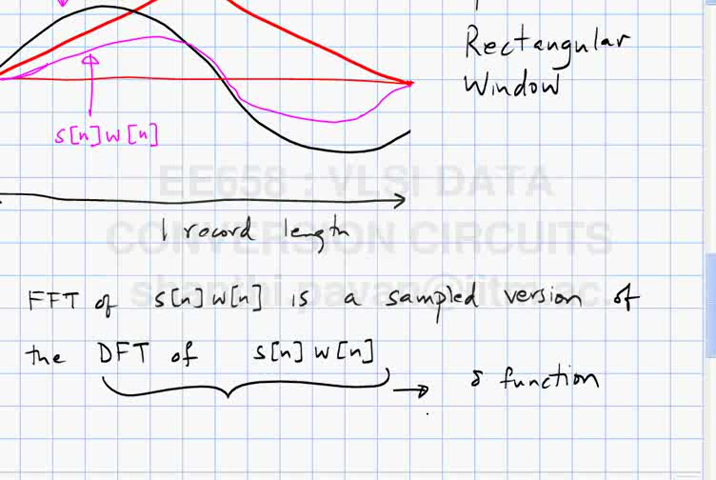 Rectangular
Window
s[n]w[n]
EE658 : VLSI DATA
CONVERSION CIRCUITS
1 record length
FFT of s[n]w[n] is a sampled version of
the DFT of s[n]w[n]
δ function